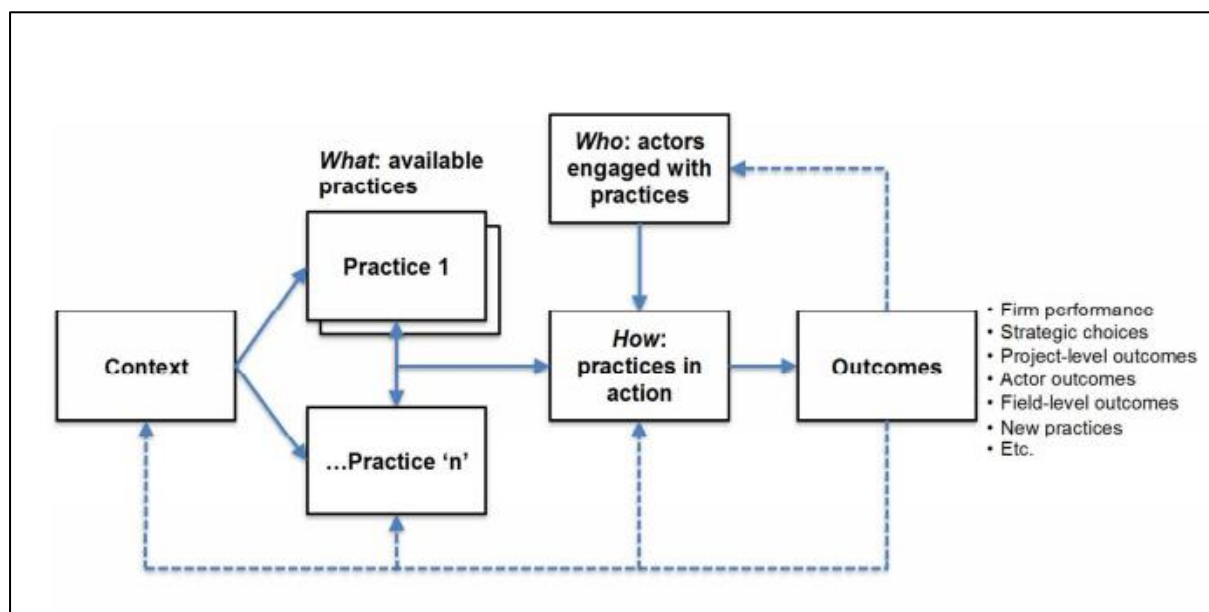 What: available
practices
Practice 1
…Practice ‘n’
Context
Who: actors
engaged with
practices
How:
practices in
action
Outcomes
• Firm performance
• Strategic choices
• Project-level outcomes
• Actor outcomes
• Field-level outcomes
• New practices
• Etc.